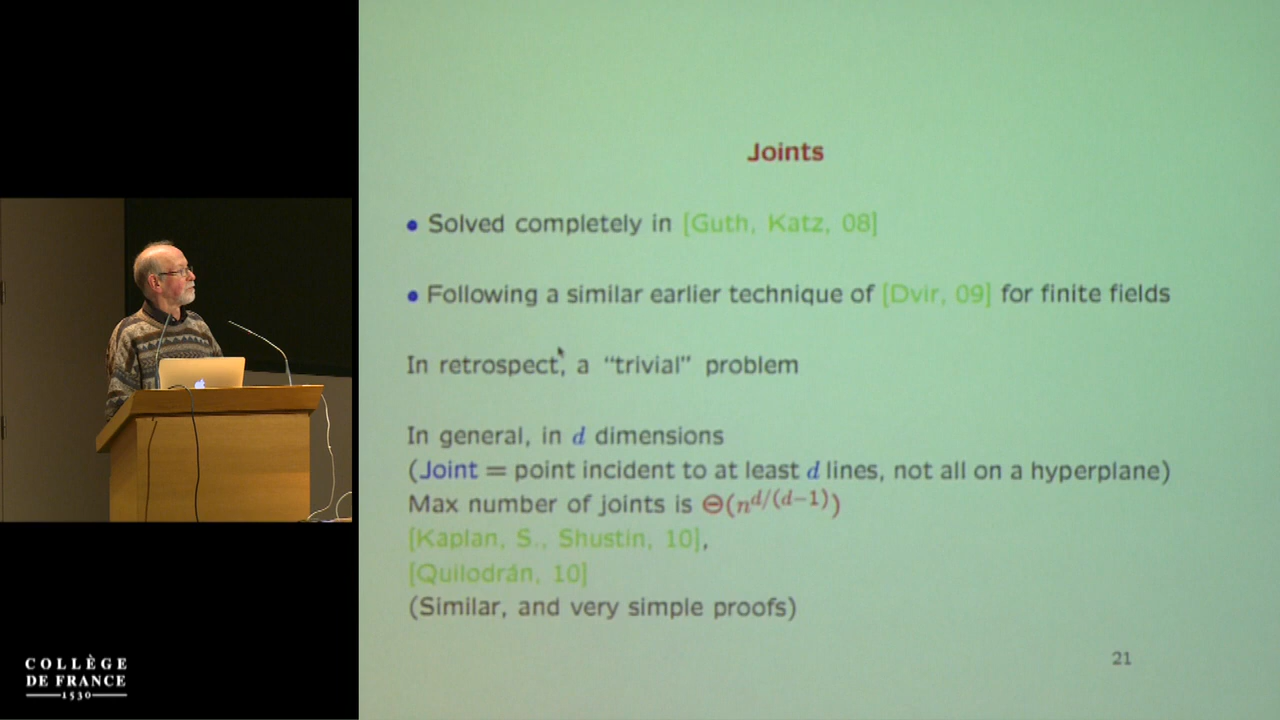 Joints
• Solved completely in [Guth, Katz, 08]
• Following a similar earlier technique of [Dvir, 09] for finite fields
In retrospect, a “trivial” problem
In general, in d dimensions
(Joint = point incident to at least d lines, not all on a hyperplane)
Max number of joints is Θ(n^{d/(d−1)})
[Kaplan, S., Shustin, 10],
[Quilodrán, 10]
(Similar, and very simple proofs)
21
COLLÈGE
DE FRANCE
1530